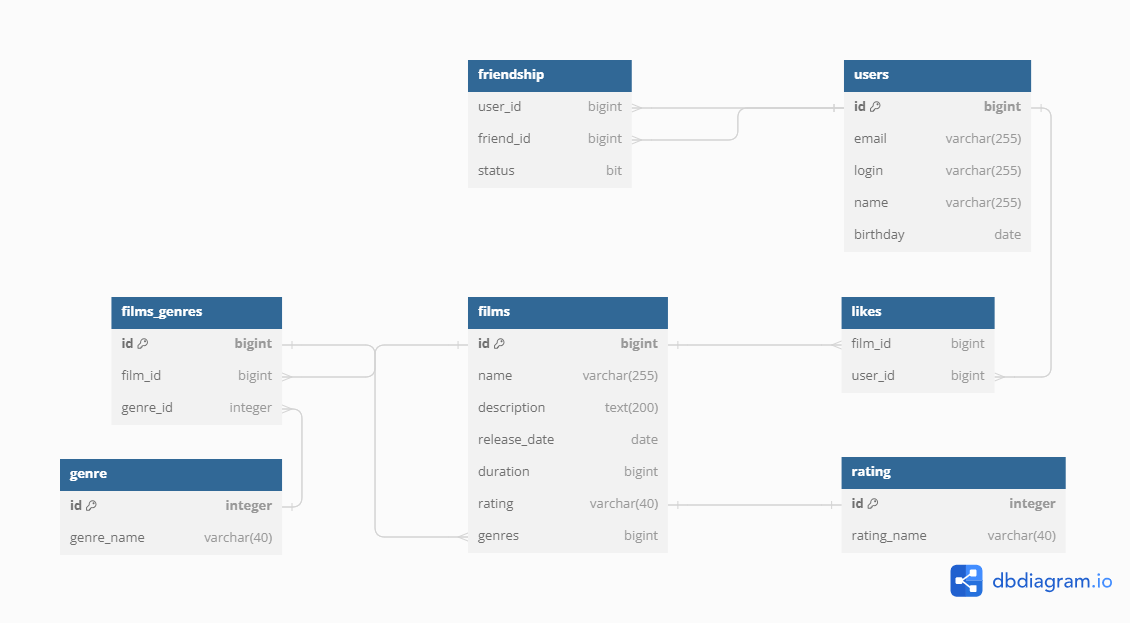 friendship
user_id bigint
friend_id bigint
status bit
users
id bigint
email varchar(255)
login varchar(255)
name varchar(255)
birthday date
films_genres
id bigint
film_id bigint
genre_id integer
films
id bigint
name varchar(255)
description text(200)
release_date date
duration bigint
rating varchar(40)
genres bigint
likes
film_id bigint
user_id bigint
genre
id integer
genre_name varchar(40)
rating
id integer
rating_name varchar(40)
dbdiagram.io